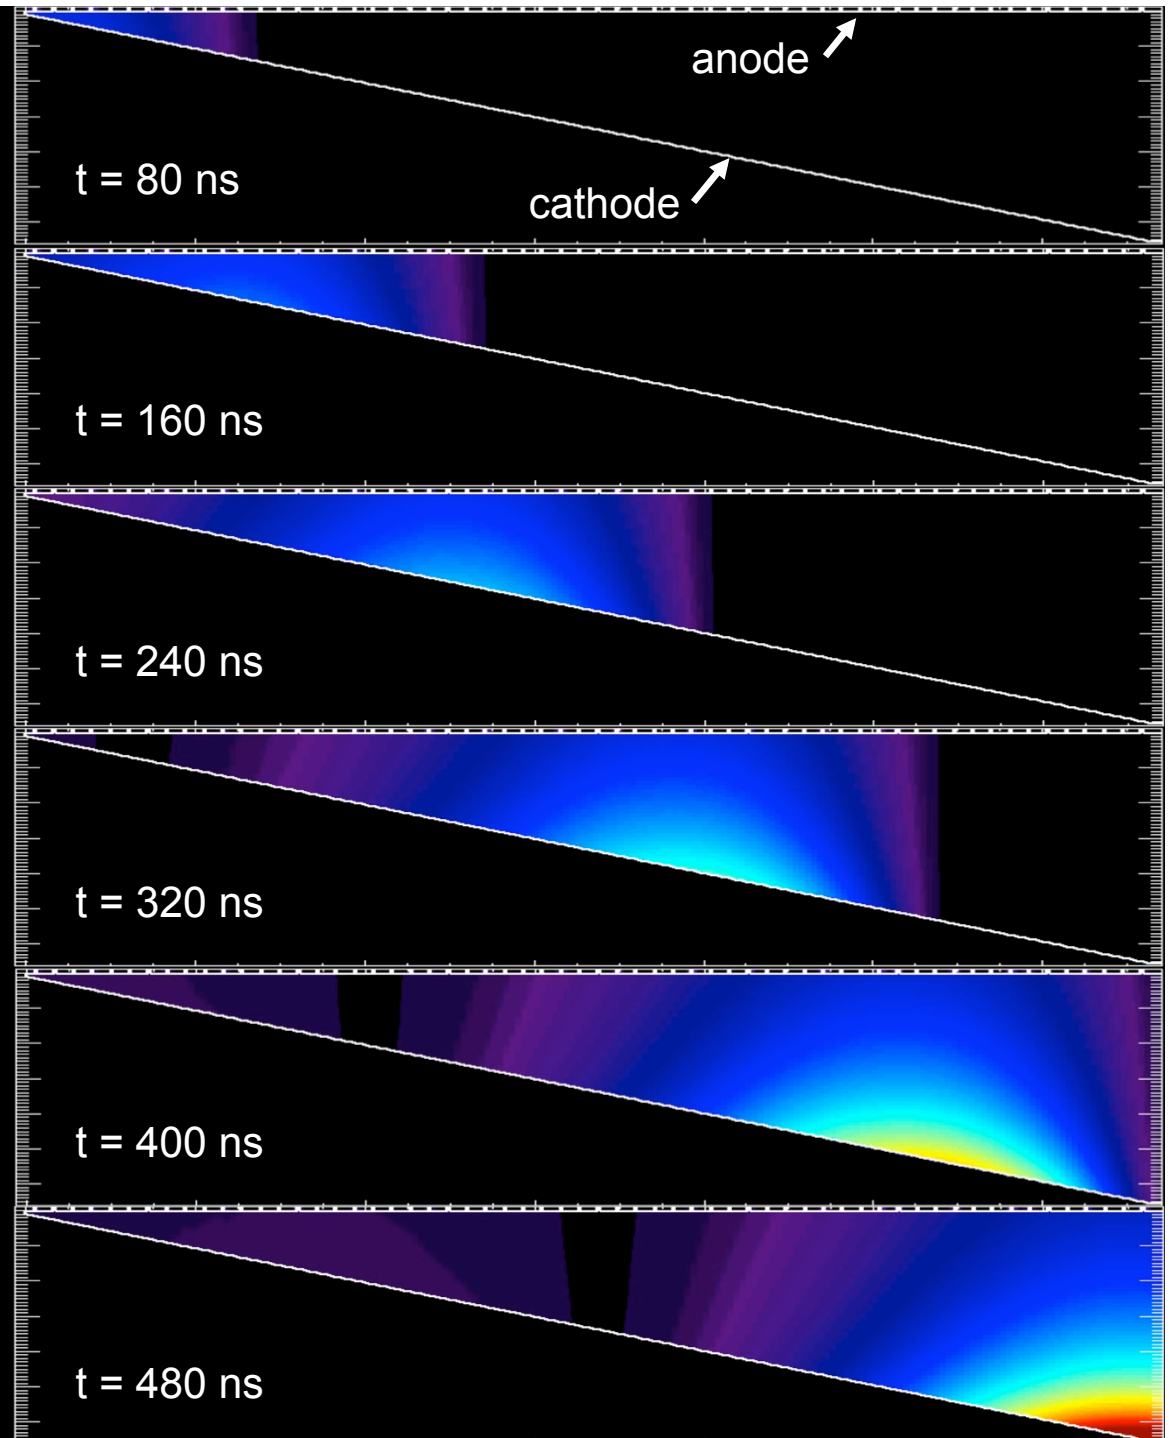 anode
cathode
t = 80 ns
t = 160 ns
t = 240 ns
t = 320 ns
t = 400 ns
t = 480 ns